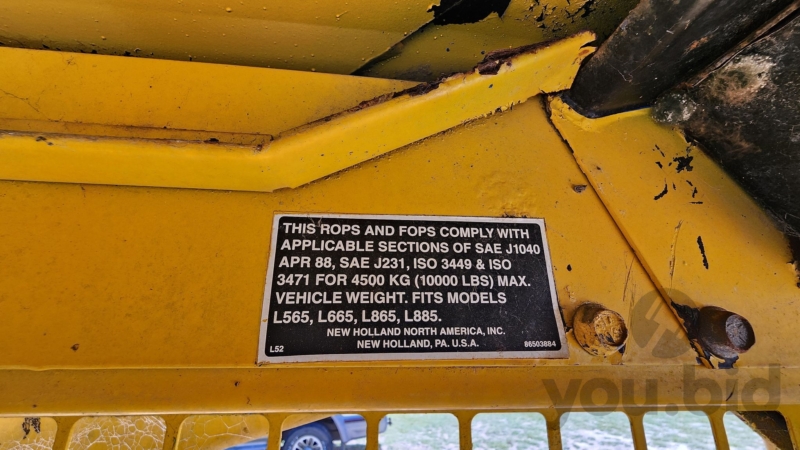 THIS ROPS AND FOPS COMPLY WITH
APPLICABLE SECTIONS OF SAE J1040
APR 88, SAE J231, ISO 3449 & ISO
3471 FOR 4500 KG (10000 LBS) MAX.
VEHICLE WEIGHT. FITS MODELS
L565, L665, L865, L885.
NEW HOLLAND NORTH AMERICA, INC.
L52 NEW HOLLAND, PA. U.S.A. 86503884
you.bid